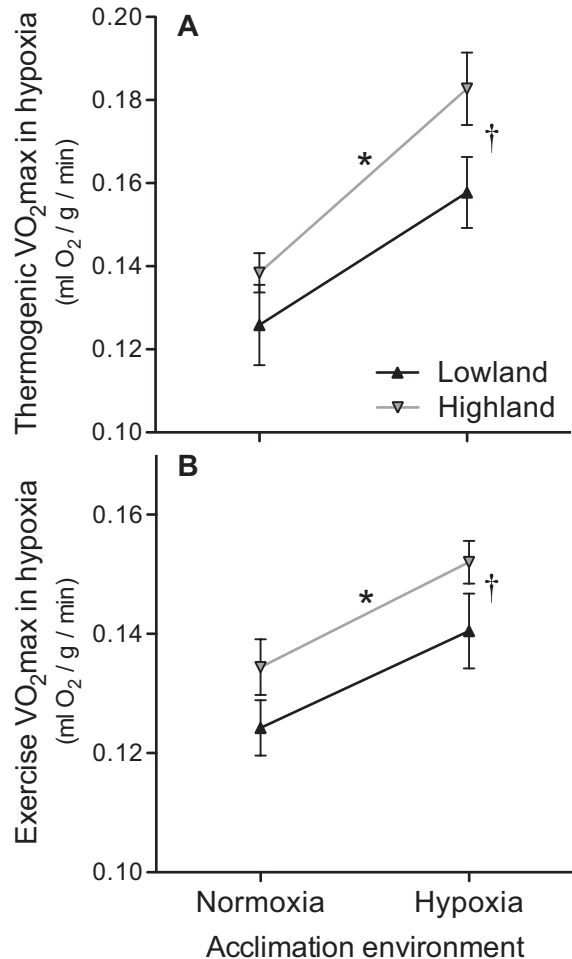 A
Thermogenic VO₂max in hypoxia
(ml O₂ / g / min)
0.20
0.18
0.16
0.14
0.12
0.10
*
†
Lowland
Highland
B
Exercise VO₂max in hypoxia
(ml O₂ / g / min)
0.16
0.14
0.12
0.10
*
†
Normoxia Hypoxia
Acclimation environment